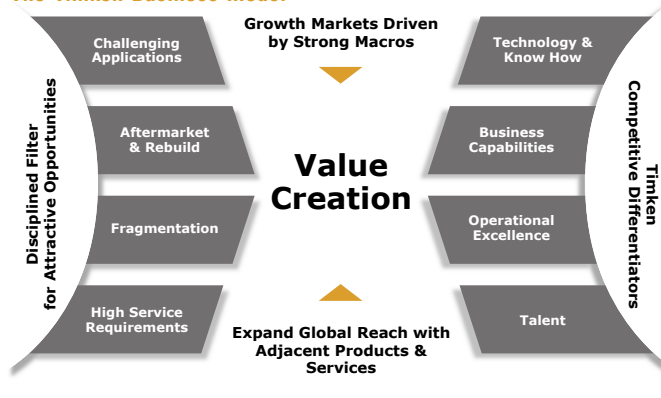 The Timken Business Model
Growth Markets Driven
by Strong Macros
Challenging
Applications
Technology &
Know How
Disciplined Filter
for Attractive Opportunities
Aftermarket
& Rebuild
Business
Capabilities
Timken
Competitive Differentiators
Value
Creation
Fragmentation
Operational
Excellence
High Service
Requirements
Talent
Expand Global Reach with
Adjacent Products &
Services